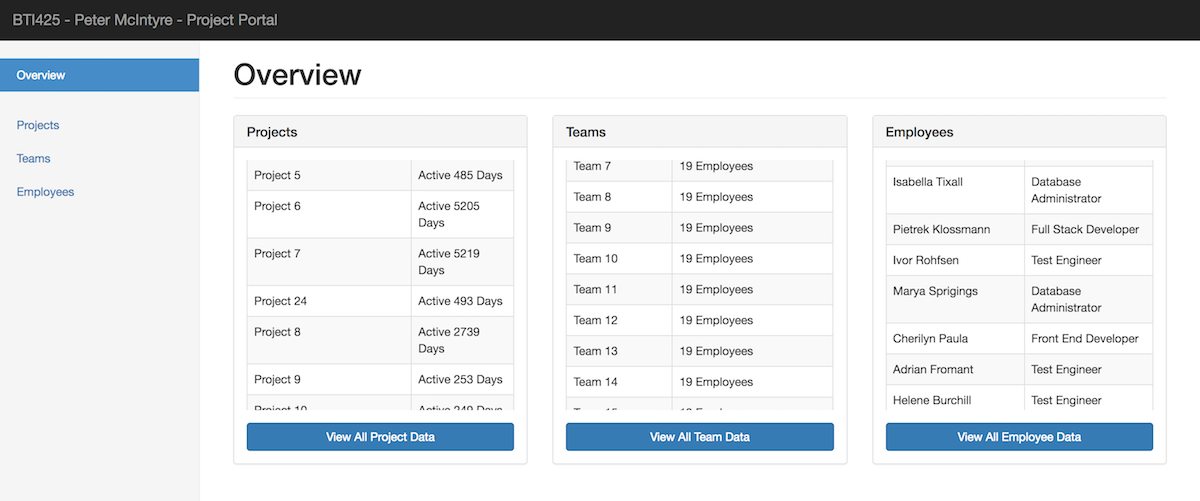 BTI425 - Peter McIntyre - Project Portal
Overview
Projects
Teams
Employees
Overview
Projects
Project 5 Active 485 Days
Project 6 Active 5205
Days
Project 7 Active 5219
Days
Project 24 Active 493 Days
Project 8 Active 2739
Days
Project 9 Active 253 Days
Project 10 Active 249 Days
View All Project Data
Teams
Team 7 19 Employees
Team 8 19 Employees
Team 9 19 Employees
Team 10 19 Employees
Team 11 19 Employees
Team 12 19 Employees
Team 13 19 Employees
Team 14 19 Employees
View All Team Data
Employees
Isabella Tixall Database
Administrator
Pietrek Klossmann Full Stack Developer
Ivor Rohfsen Test Engineer
Marya Sprigings Database
Administrator
Cherilyn Paula Front End Developer
Adrian Fromant Test Engineer
Helene Burchill Test Engineer
View All Employee Data